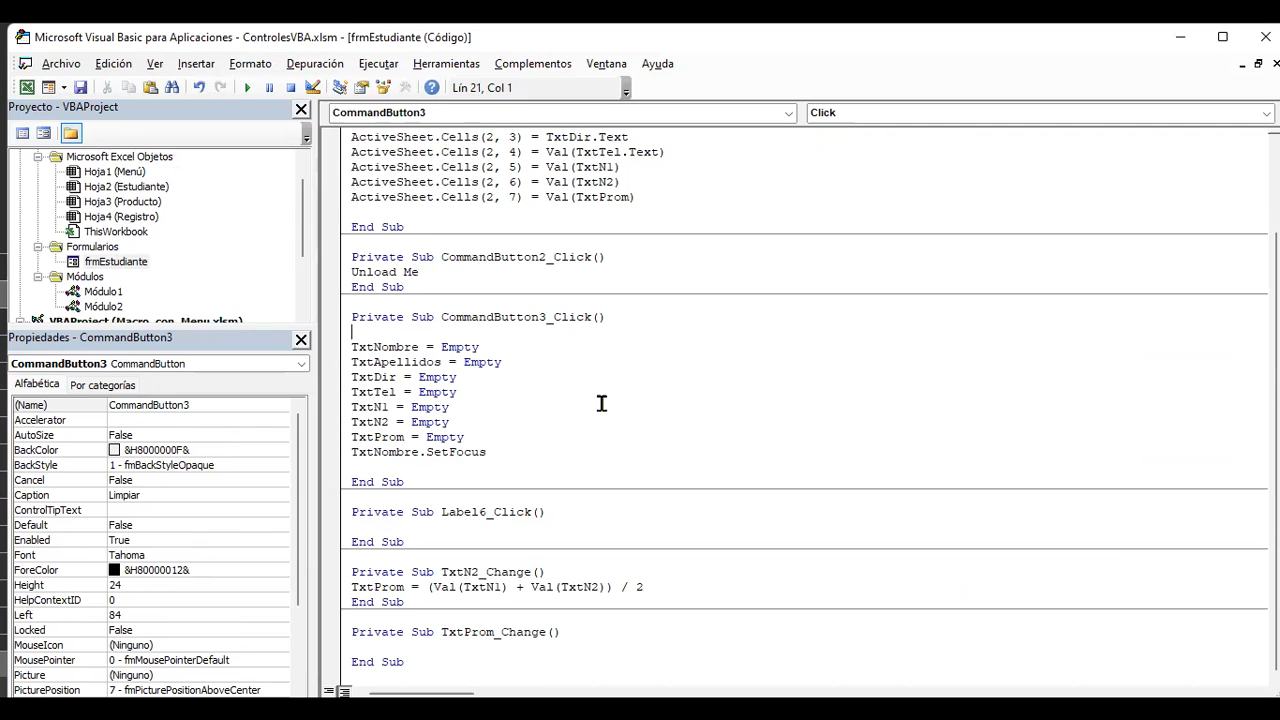 Microsoft Visual Basic para Aplicaciones - ControlesVBA.xlsm - [frmEstudiante (Código)]
Archivo Edición Ver Insertar Formato Depuración Ejecutar Herramientas Complementos Ventana Ayuda
Lín 21, Col 1
Proyecto - VBAProject
Microsoft Excel Objetos
Hoja1 (Menú)
Hoja2 (Estudiante)
Hoja3 (Producto)
Hoja4 (Registro)
ThisWorkbook
Formularios
frmEstudiante
Módulos
Módulo1
Módulo2
VBAProject (Macro_con_Menu.xlsm)
Propiedades - CommandButton3
CommandButton3 CommandButton
Alfabética Por categorías
(Name) CommandButton3
Accelerator
AutoSize False
BackColor &H8000000F&
BackStyle 1 - fmBackStyleOpaque
Cancel False
Caption Limpiar
ControlTipText
Default False
Enabled True
Font Tahoma
ForeColor &H80000012&
Height 24
HelpContextID 0
Left 84
Locked False
MouseIcon (Ninguno)
MousePointer 0 - fmMousePointerDefault
Picture (Ninguno)
PicturePosition 7 - fmPicturePositionAboveCenter
CommandButton3 Click
ActiveSheet.Cells(2, 3) = TxtDir.Text
ActiveSheet.Cells(2, 4) = Val(TxtTel.Text)
ActiveSheet.Cells(2, 5) = Val(TxtN1)
ActiveSheet.Cells(2, 6) = Val(TxtN2)
ActiveSheet.Cells(2, 7) = Val(TxtProm)
End Sub
Private Sub CommandButton2_Click()
Unload Me
End Sub
Private Sub CommandButton3_Click()
TxtNombre = Empty
TxtApellidos = Empty
TxtDir = Empty
TxtTel = Empty
TxtN1 = Empty
TxtN2 = Empty
TxtProm = Empty
TxtNombre.SetFocus
End Sub
Private Sub Label6_Click()
End Sub
Private Sub TxtN2_Change()
TxtProm = (Val(TxtN1) + Val(TxtN2)) / 2
End Sub
Private Sub TxtProm_Change()
End Sub